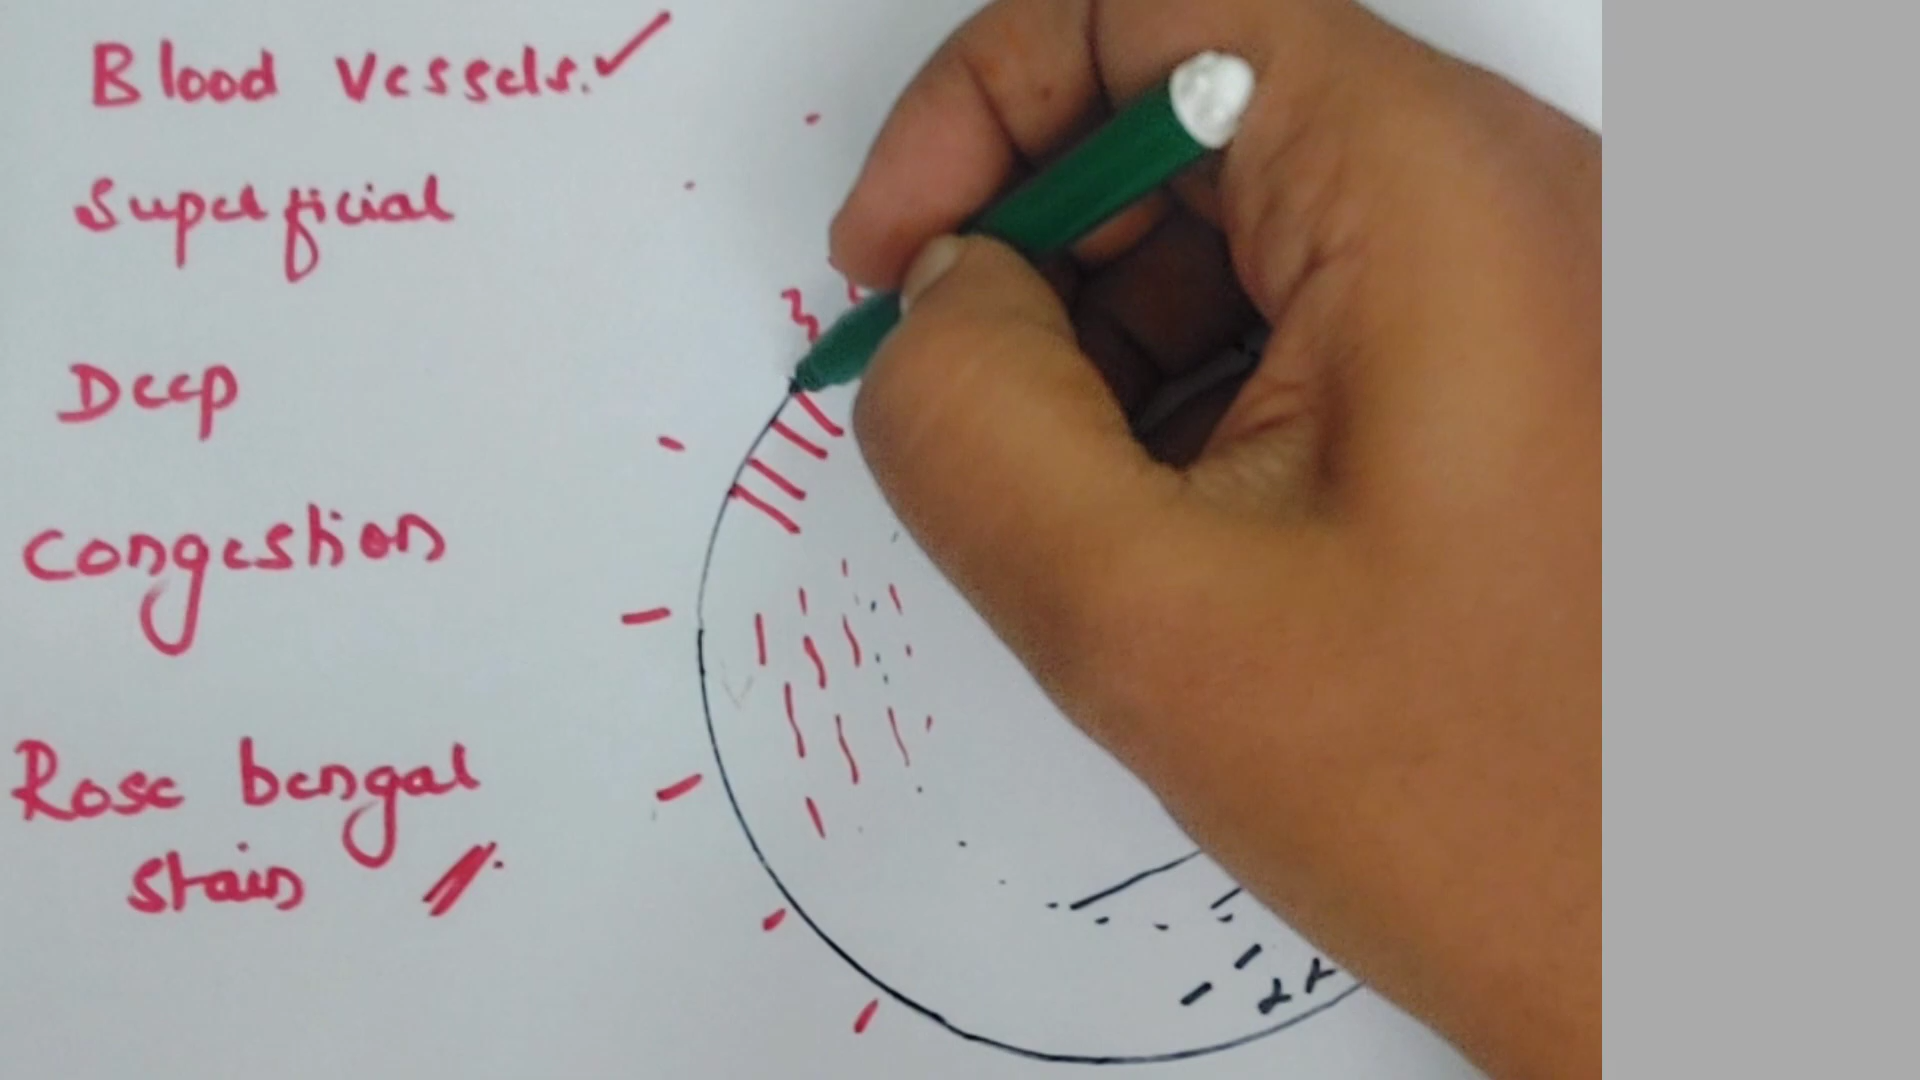 Blood vessels.
Superficial
Deep
Congestion
Rose bengal
stain